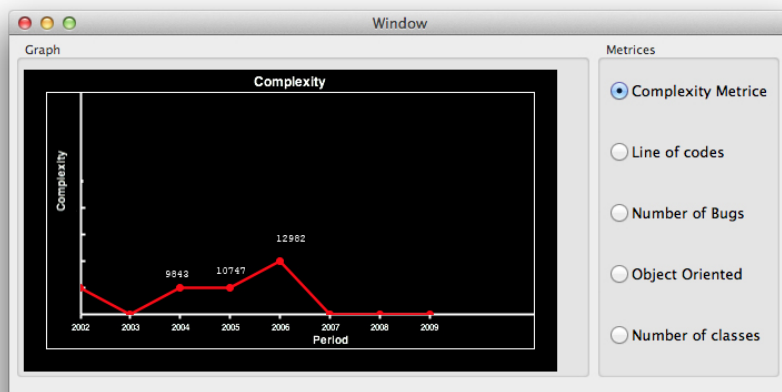 Window
Graph
Metrices
Complexity
Complexity
9843
10747
12982
2002 2003 2004 2005 2006 2007 2008 2009
Period
Complexity Metrice
Line of codes
Number of Bugs
Object Oriented
Number of classes